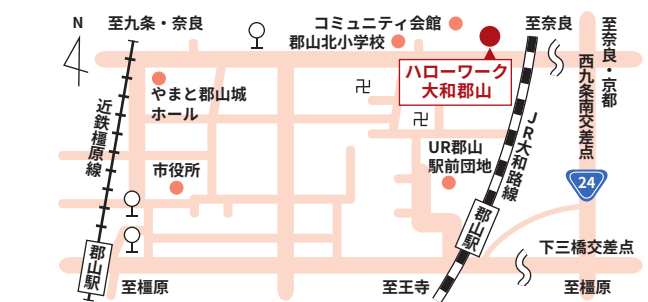 N
至九条・奈良
コミュニティ会館
郡山北小学校
至奈良
至奈良・京都
西九条南交差点
ハローワーク
大和郡山
やまと郡山城
ホール
近鉄橿原線
卍
卍
JR大和路線
UR郡山
駅前団地
市役所
24
郡山駅
郡山駅
下三橋交差点
至橿原
至王寺
至橿原